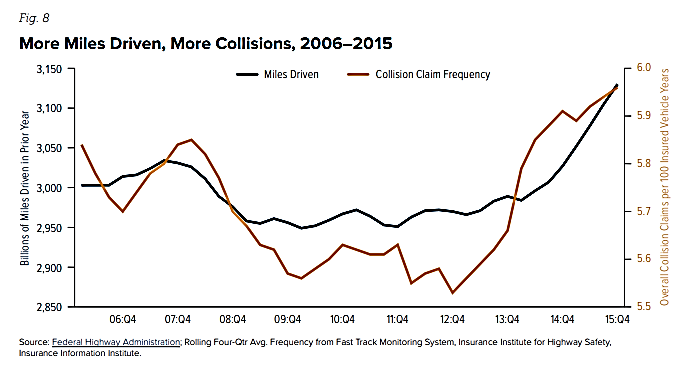 Fig. 8
More Miles Driven, More Collisions, 2006–2015
3,150
3,100
3,050
3,000
2,950
2,900
2,850
Billions of Miles Driven in Prior Year
Miles Driven
Collision Claim Frequency
6.0
5.9
5.8
5.7
5.6
5.5
Overall Collision Claims per 100 Insured Vehicle Years
06:Q4 07:Q4 08:Q4 09:Q4 10:Q4 11:Q4 12:Q4 13:Q4 14:Q4 15:Q4
Source: Federal Highway Administration; Rolling Four-Qtr Avg. Frequency from Fast Track Monitoring System, Insurance Institute for Highway Safety,
Insurance Information Institute.